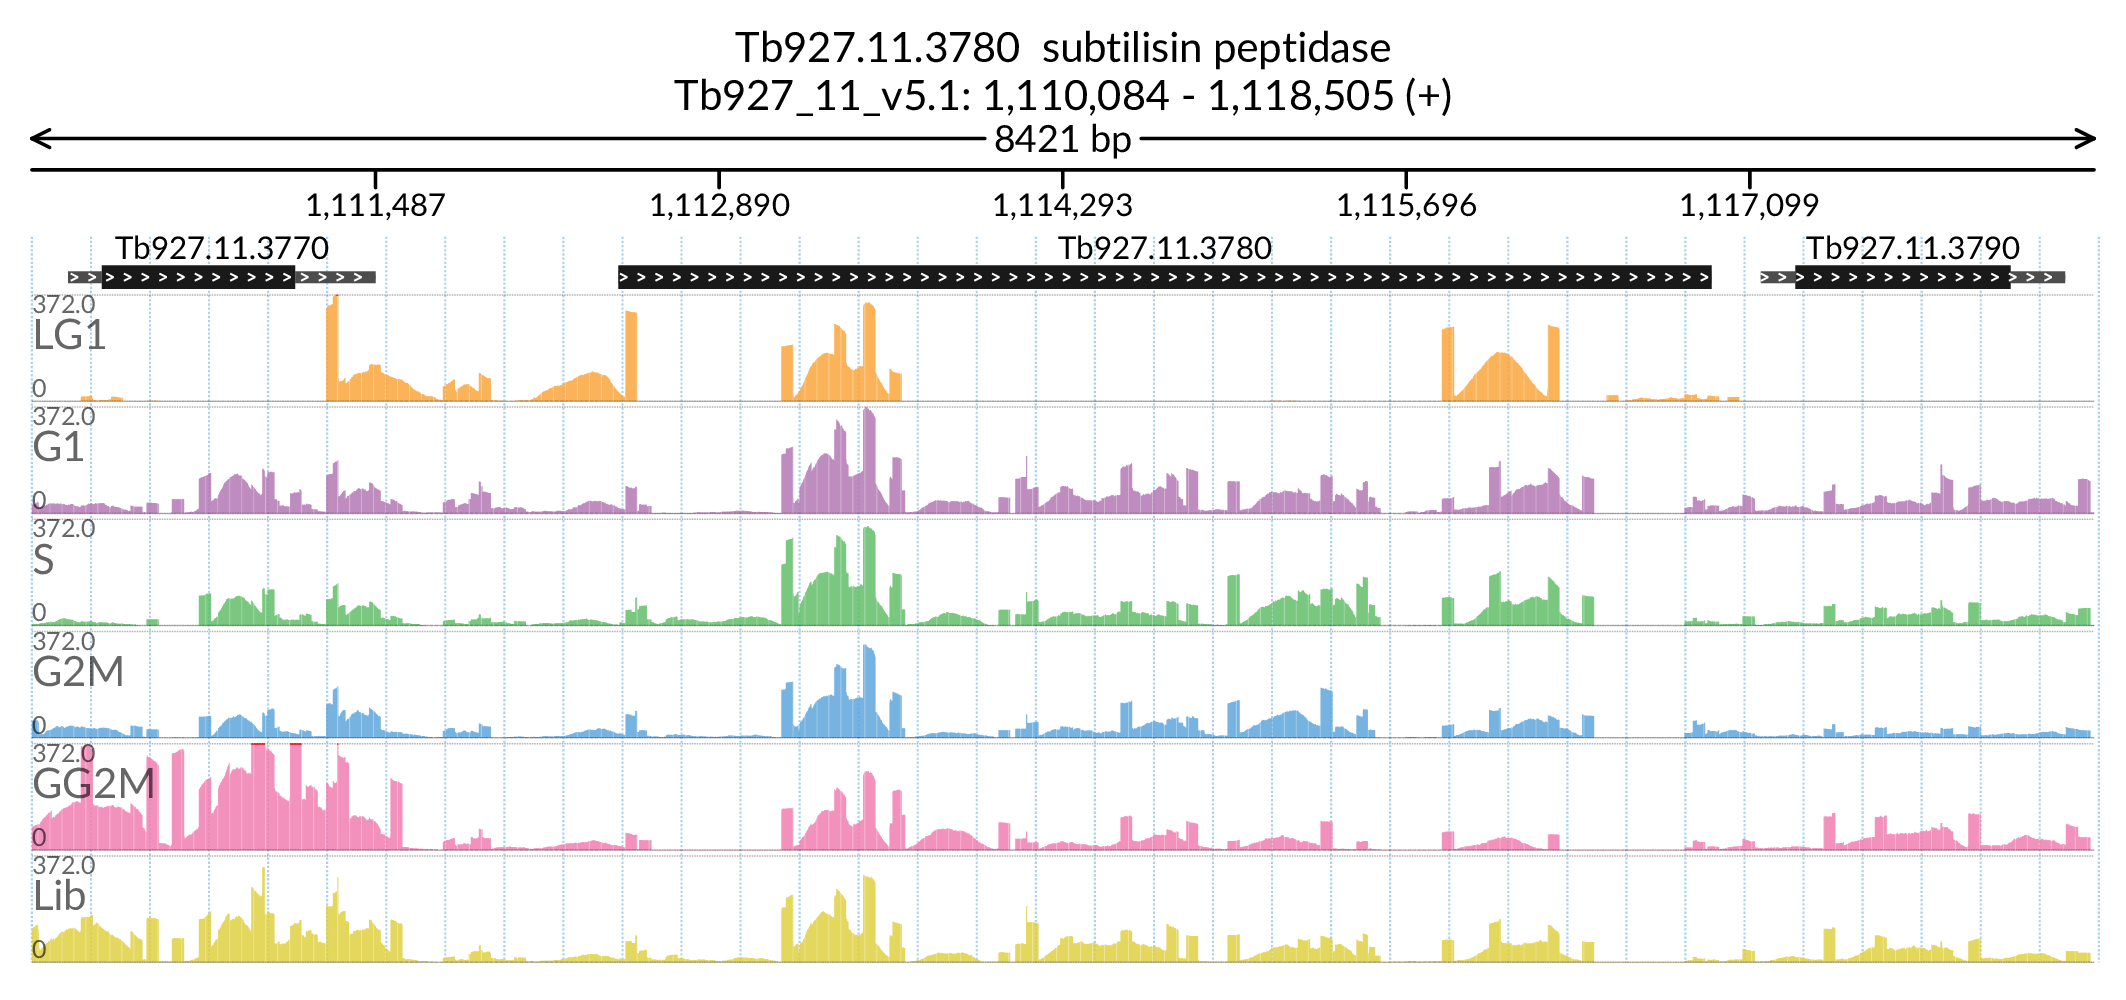 Tb927.11.3780  subtilisin peptidase
Tb927_11_v5.1: 1,110,084 - 1,118,505 (+)
8421 bp
1,111,487 1,112,890 1,114,293 1,115,696 1,117,099
Tb927.11.3770 Tb927.11.3780 Tb927.11.3790
372.0
LG1
0
372.0
G1
0
372.0
S
0
372.0
G2M
0
372.0
GG2M
0
372.0
Lib
0